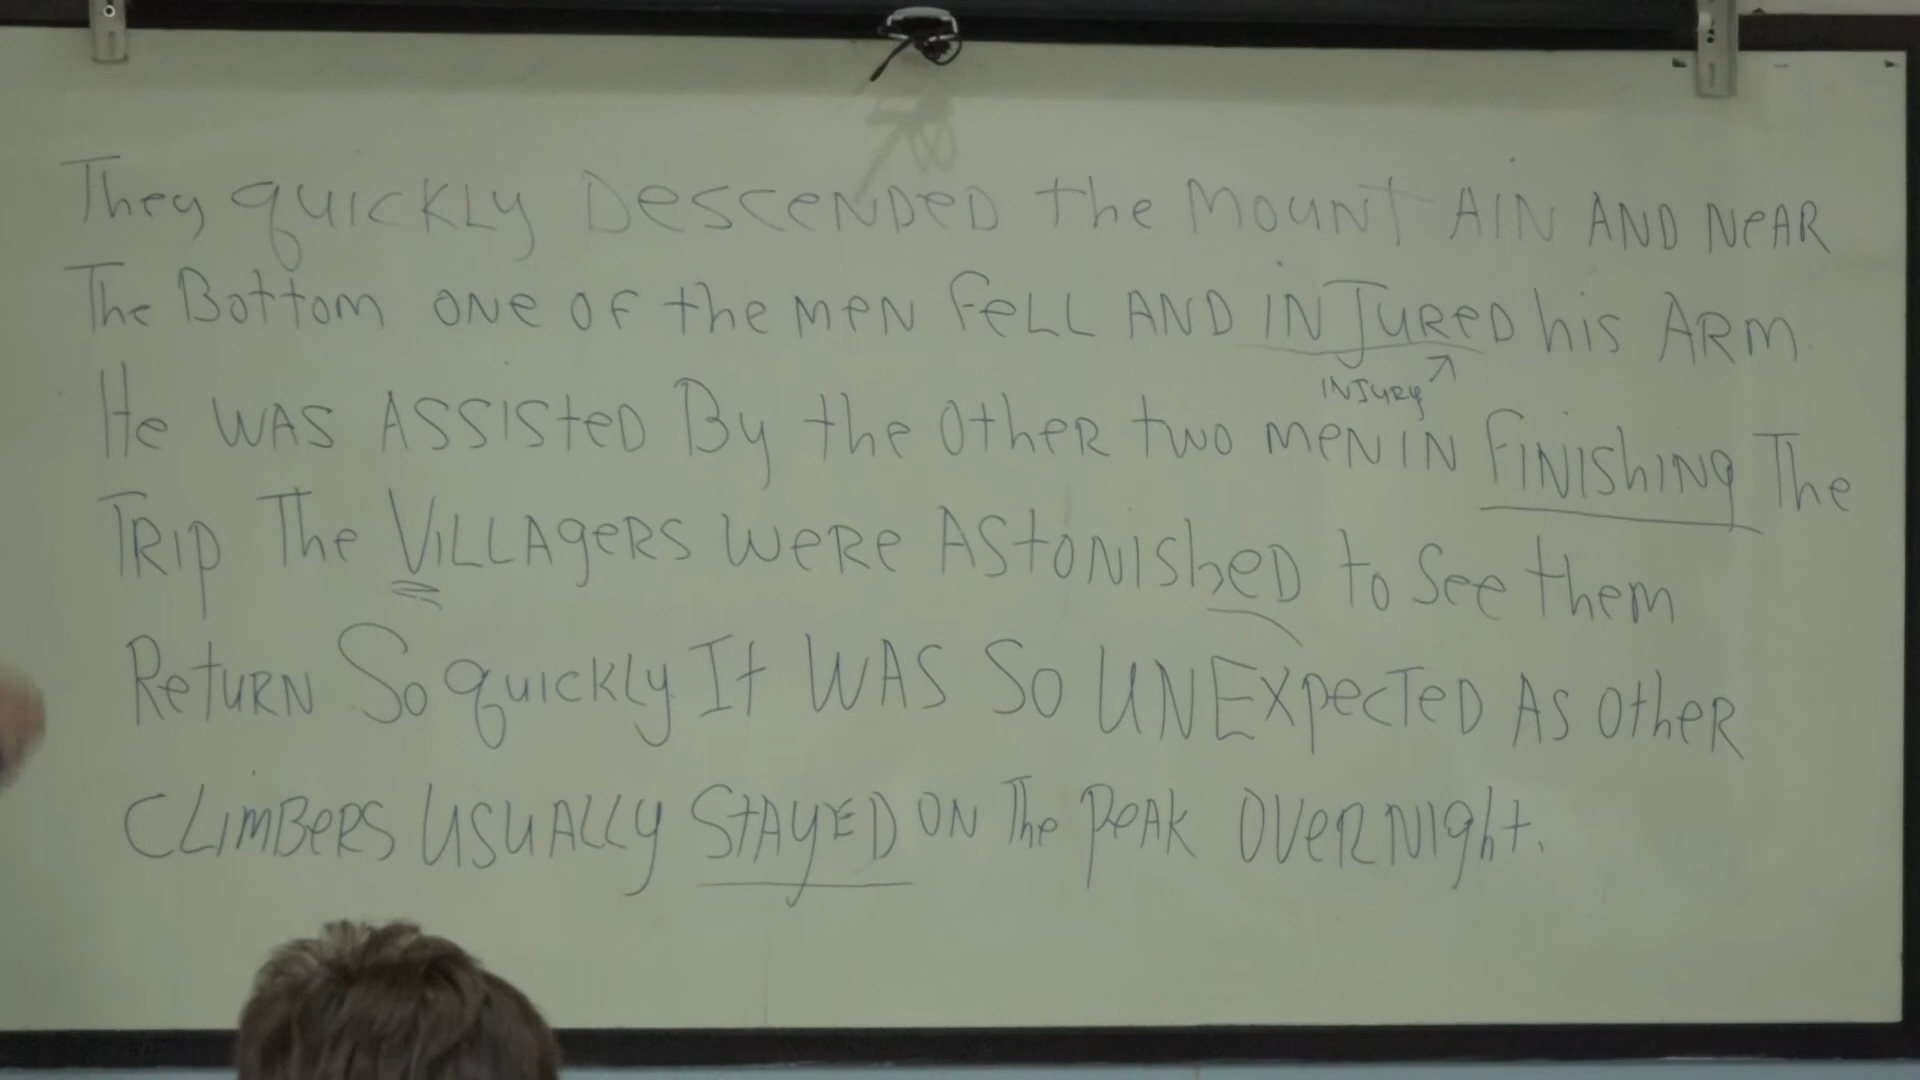 They quickly Descended the Mount AIN AND NeAR
The Bottom ONe OF the meN FeLL AND INJUReD his ARM
INJury
He WAS ASSISteD By the OtheR two meN IN FINIShINg The
TRIp The VILLAgeRS WeRe AStONISheD to See them
ReturN So quickly It WAS So UNExpecTeD AS OtheR
CLImBeRS USUALLy StAyED ON The PeAk OveRNIght.